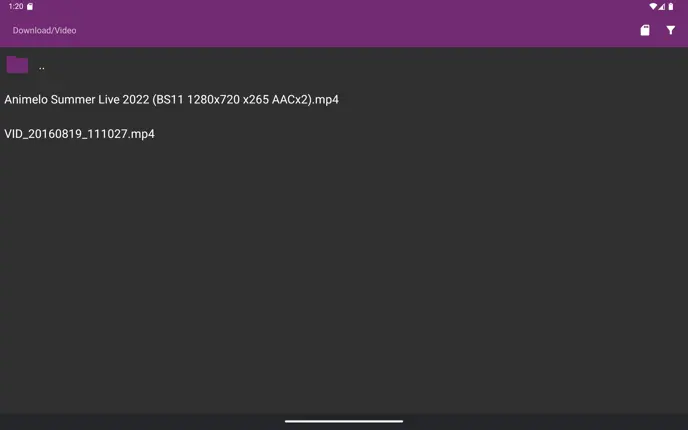 1:20
Download/Video
..
Animelo Summer Live 2022 (BS11 1280x720 x265 AACx2).mp4
VID_20160819_111027.mp4